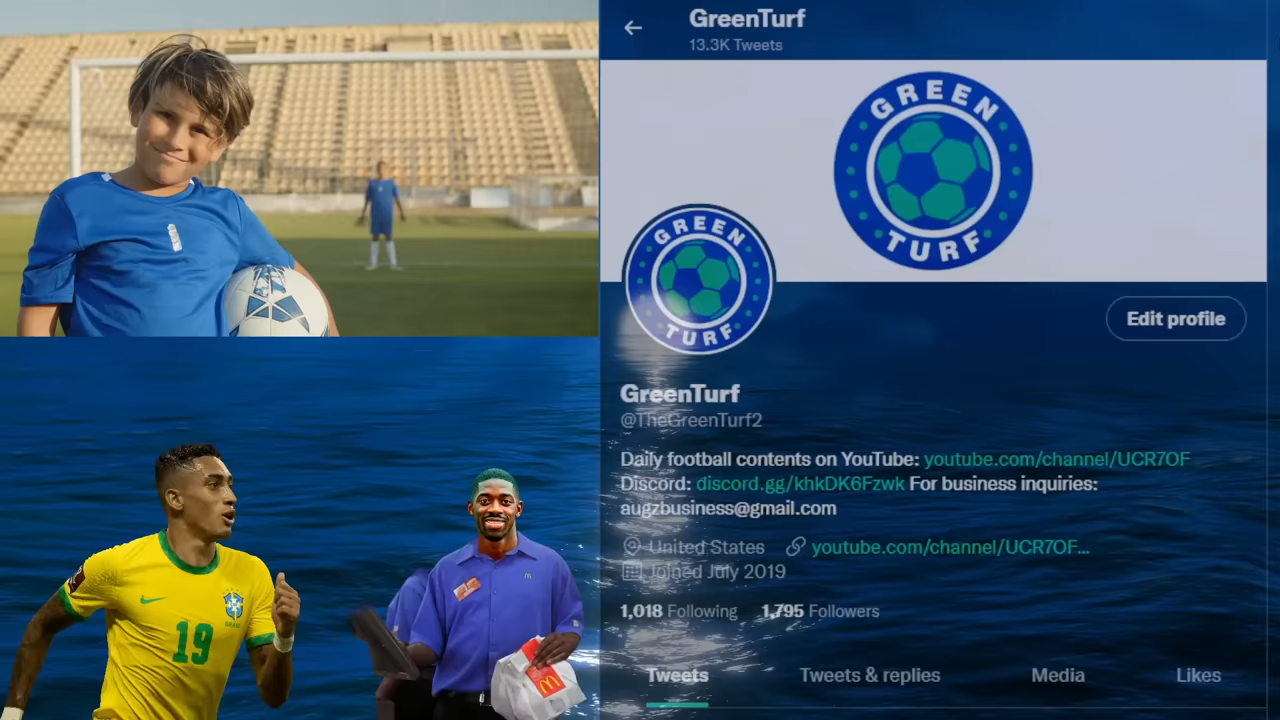 GreenTurf
13.3K Tweets
GREEN
TURF
GREEN
TURF
Edit profile
GreenTurf
@TheGreenTurf2
Daily football contents on YouTube: youtube.com/channel/UCR7OF
Discord: discord.gg/khkDK6Fzwk For business inquiries:
augzbusiness@gmail.com
United States youtube.com/channel/UCR7OF...
Joined July 2019
1,018 Following 1,795 Followers
Tweets Tweets & replies Media Likes
19
BRASIL